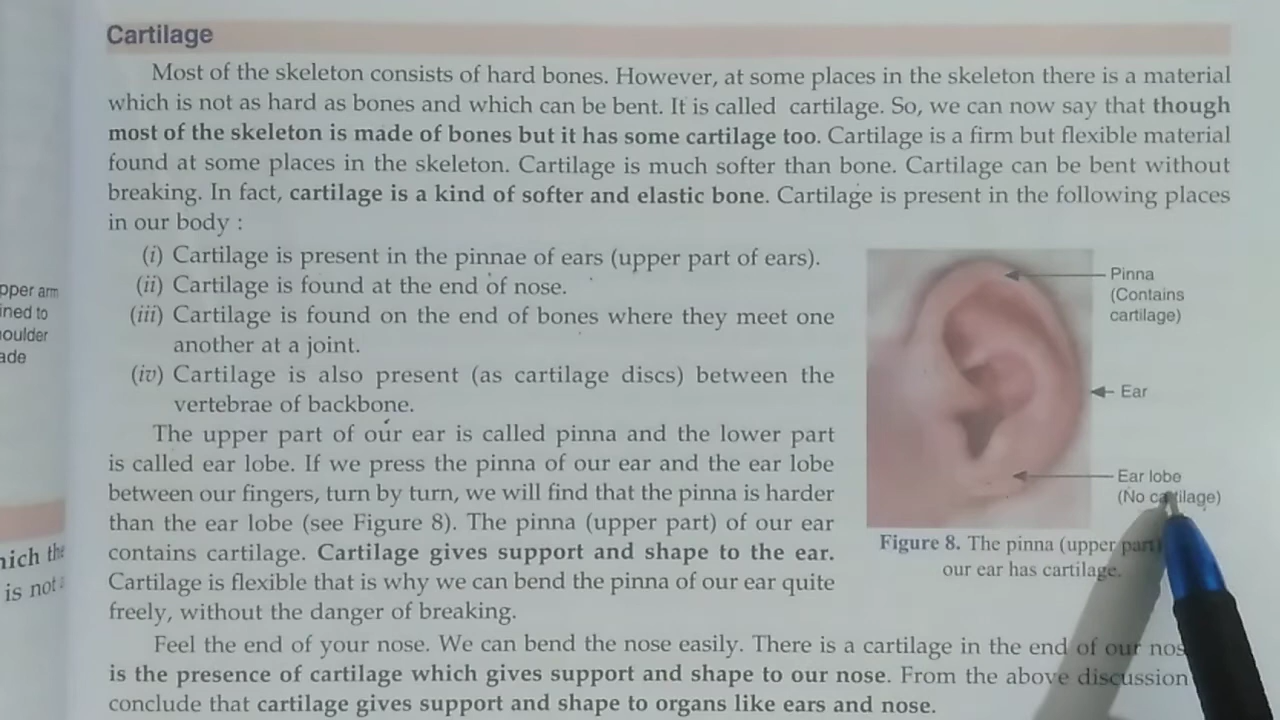 Cartilage
Most of the skeleton consists of hard bones. However, at some places in the skeleton there is a material
which is not as hard as bones and which can be bent. It is called cartilage. So, we can now say that though
most of the skeleton is made of bones but it has some cartilage too. Cartilage is a firm but flexible material
found at some places in the skeleton. Cartilage is much softer than bone. Cartilage can be bent without
breaking. In fact, cartilage is a kind of softer and elastic bone. Cartilage is present in the following places
in our body :
(i) Cartilage is present in the pinnae of ears (upper part of ears).
(ii) Cartilage is found at the end of nose.
(iii) Cartilage is found on the end of bones where they meet one
another at a joint.
(iv) Cartilage is also present (as cartilage discs) between the
vertebrae of backbone.
The upper part of our ear is called pinna and the lower part
is called ear lobe. If we press the pinna of our ear and the ear lobe
between our fingers, turn by turn, we will find that the pinna is harder
than the ear lobe (see Figure 8). The pinna (upper part) of our ear
contains cartilage. Cartilage gives support and shape to the ear.
Cartilage is flexible that is why we can bend the pinna of our ear quite
freely, without the danger of breaking.
Pinna
(Contains
cartilage)
Ear
Ear lobe
(No cartilage)
Figure 8. The pinna (upper part)
our ear has cartilage.
Feel the end of your nose. We can bend the nose easily. There is a cartilage in the end of our
is the presence of cartilage which gives support and shape to our nose. From the above discussion
conclude that cartilage gives support and shape to organs like ears and nose.
arm
to
is not